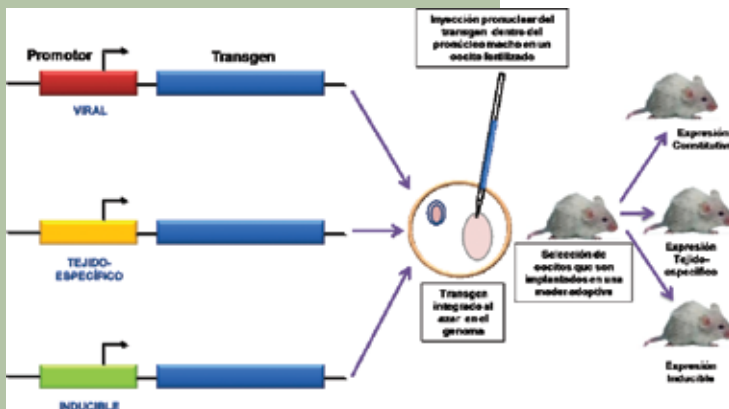 Promotor
Transgen
VIRAL
TEJIDO-
ESPECÍFICO
INDUCIBLE
Inyección pronuclear del
transgen dentro del
pronúcleo macho en un
oocito fertilizado
Transgen
integrado al
azar en el
genoma
Selección de
oocitos que son
implantados en una
mader adoptiva
Expresión
Constitutiva
Expresión
Tejido-
específico
Expresión
Inducible